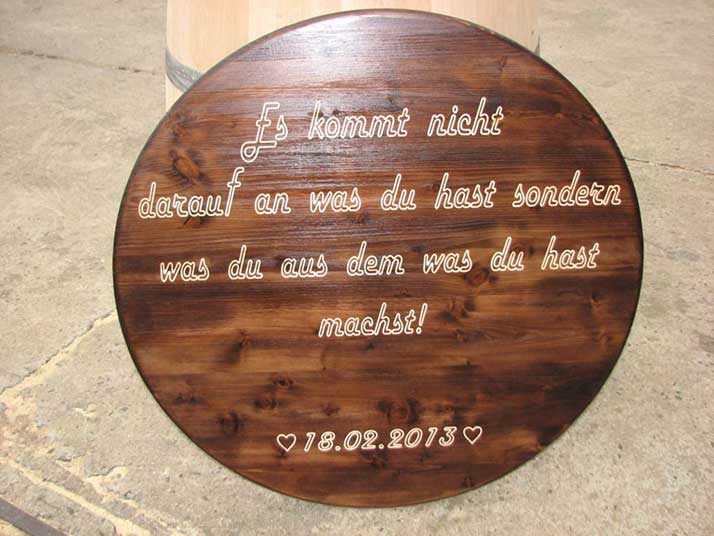 Es kommt nicht
darauf an was du hast sondern
was du aus dem was du hast
machst!
♡18.02.2013♡